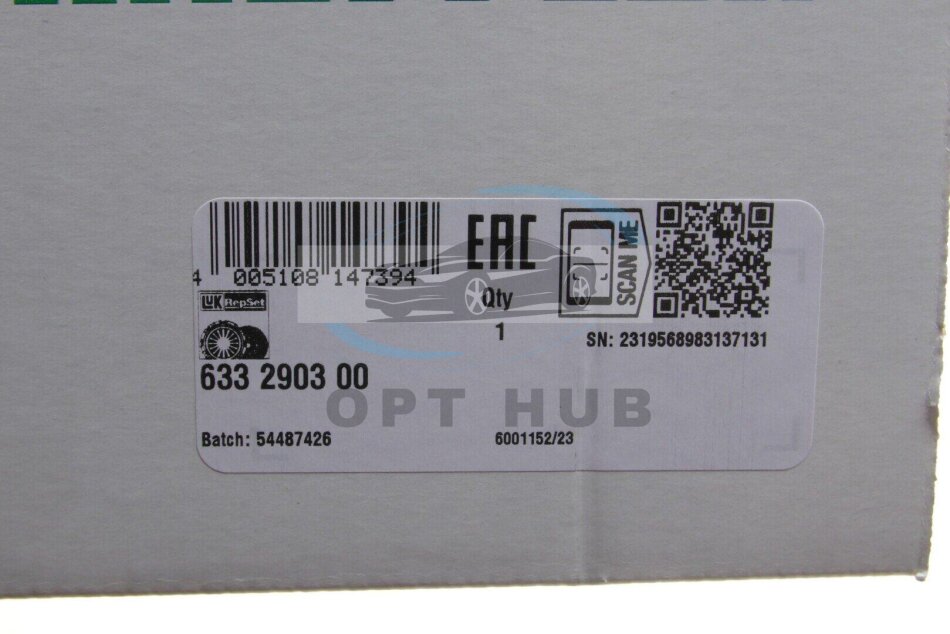 EAC
SCAN ME
4 005108 147394
LuK RepSet
Qty
1
SN: 2319568983137131
633 2903 00
OPT HUB
Batch: 54487426
6001152/23